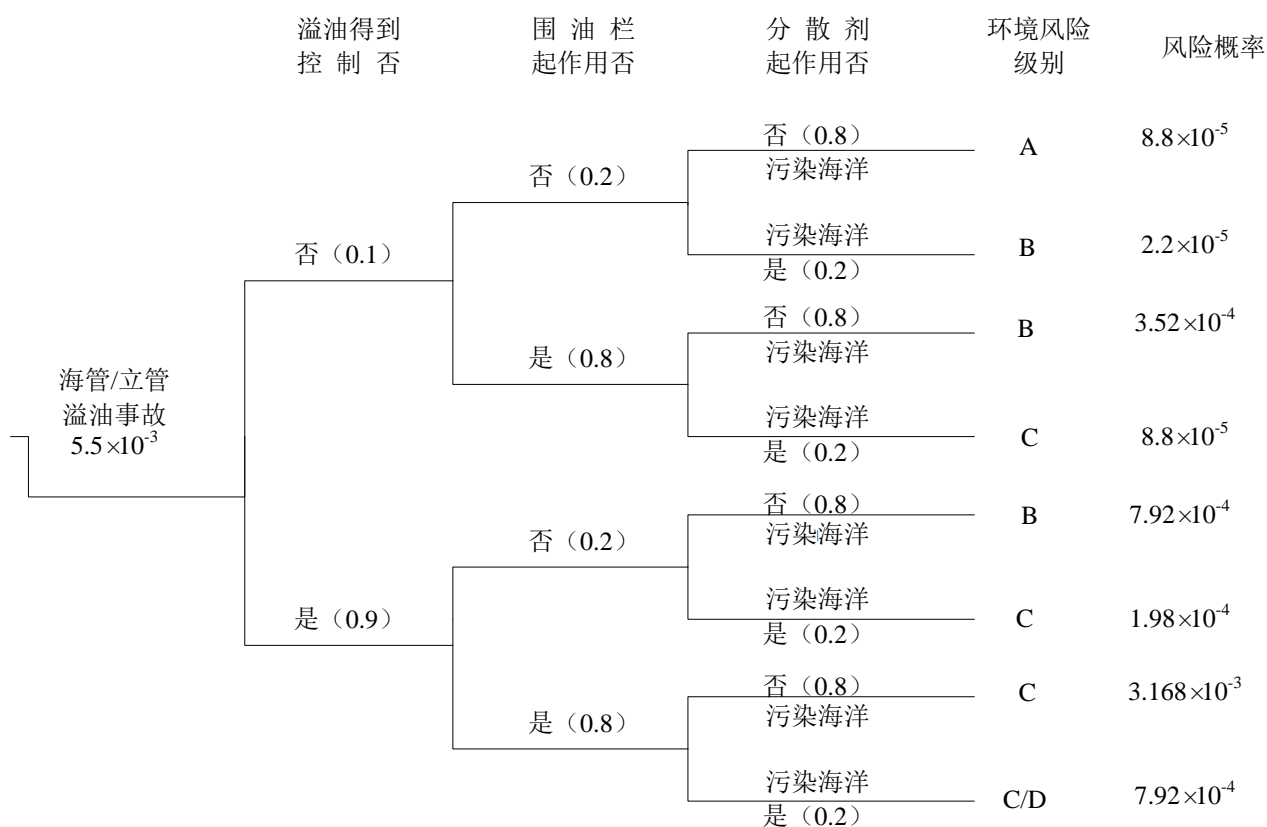 溢油得到
控 制 否
围 油 栏
起作用否
分 散 剂
起作用否
环境风险
级别
风险概率
海管/立管
溢油事故
5.5×10⁻³
否（0.1）
是（0.9）
否（0.2）
是（0.8）
否（0.2）
是（0.8）
否（0.8）
污染海洋
A
8.8×10⁻⁵
污染海洋
是（0.2）
B
2.2×10⁻⁵
否（0.8）
污染海洋
B
3.52×10⁻⁴
污染海洋
是（0.2）
C
8.8×10⁻⁵
否（0.8）
污染海洋
B
7.92×10⁻⁴
污染海洋
是（0.2）
C
1.98×10⁻⁴
否（0.8）
污染海洋
C
3.168×10⁻³
污染海洋
是（0.2）
C/D
7.92×10⁻⁴